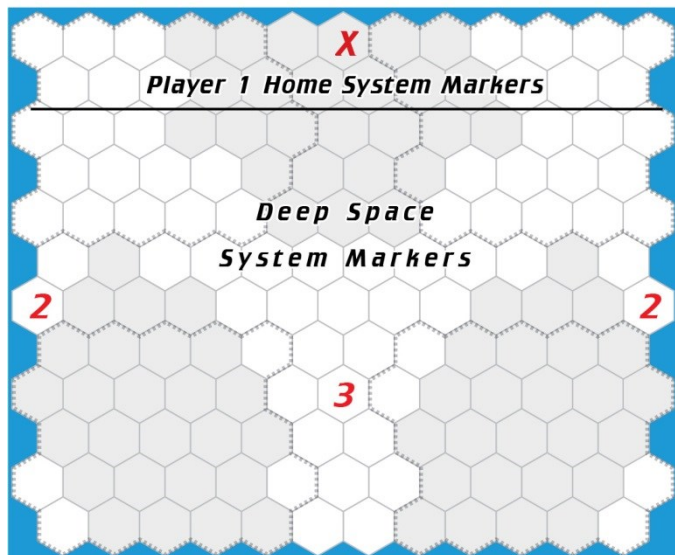 X
Player 1 Home System Markers
Deep Space
System Markers
2 2
3